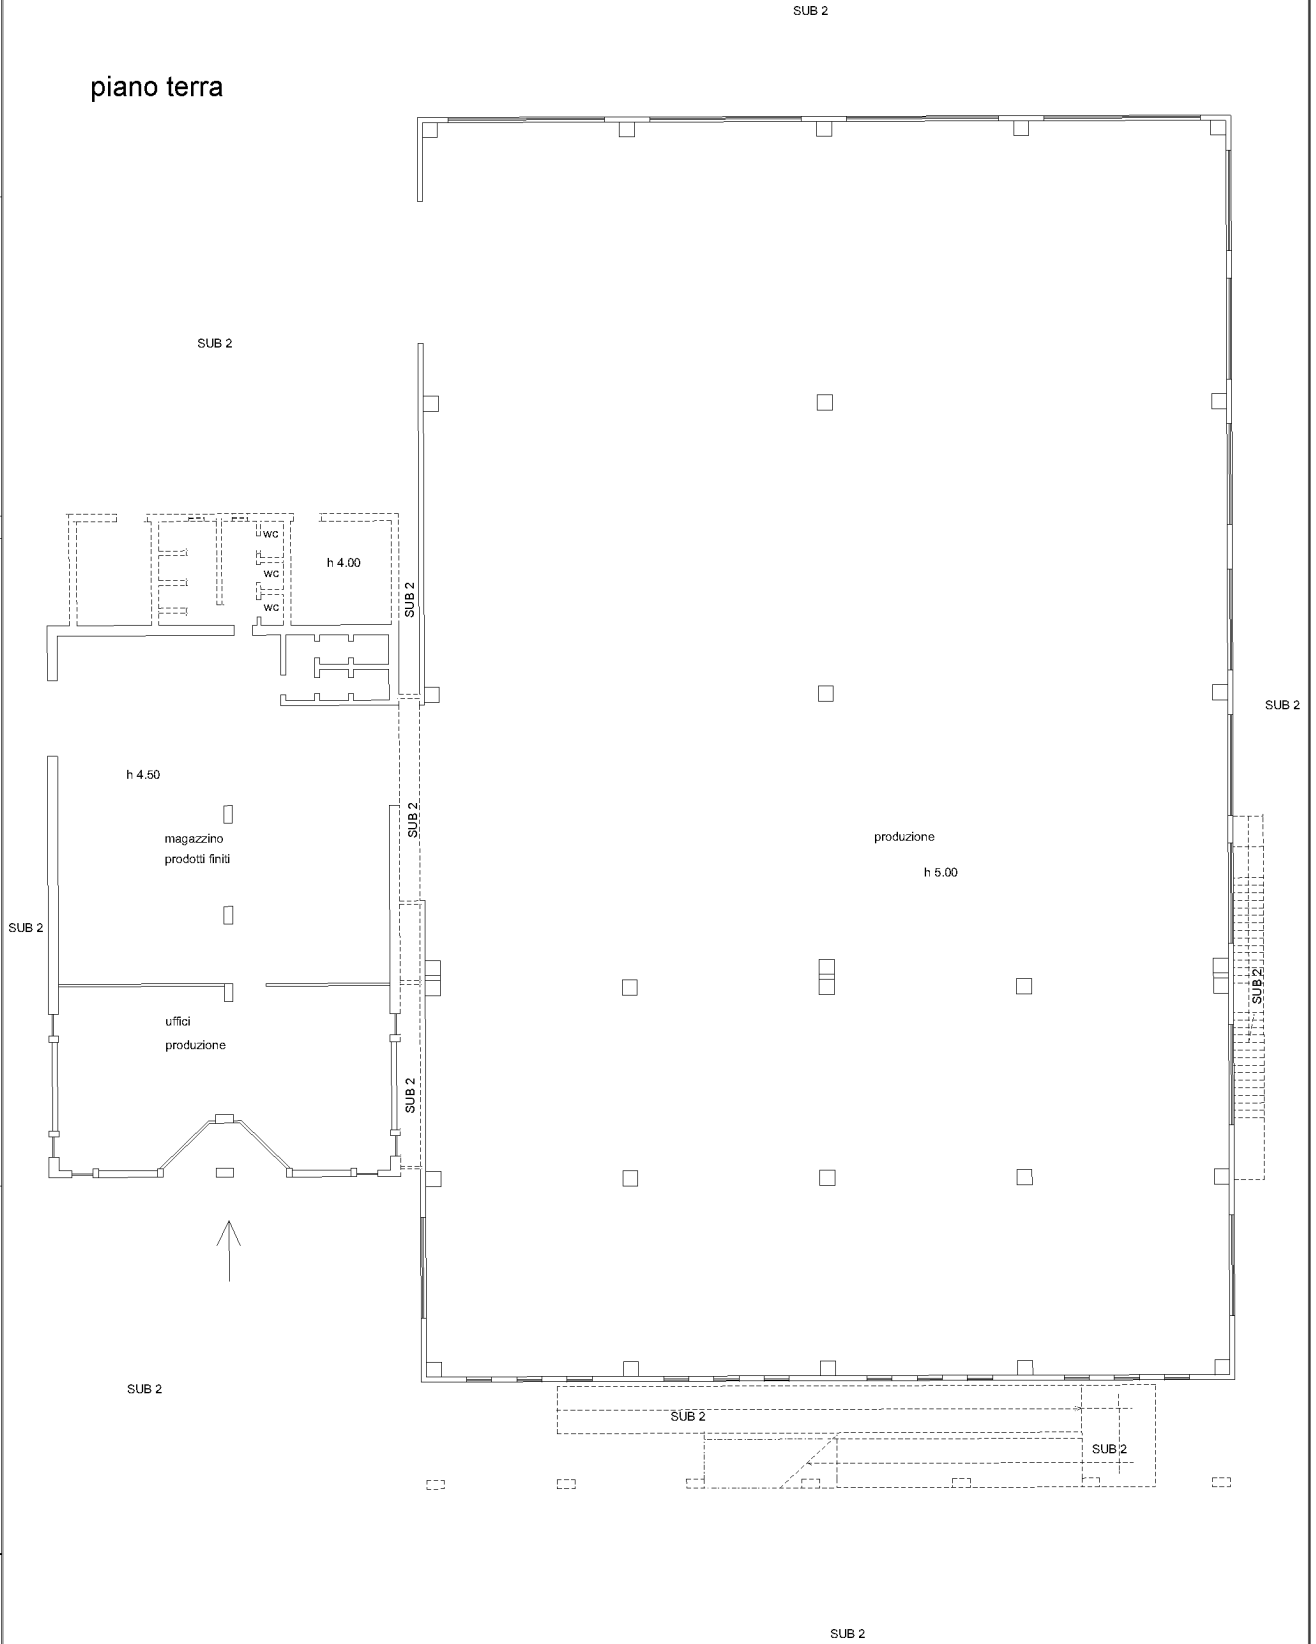 SUB 2
piano terra
SUB 2
wc
h 4.00
wc
SUB 2
wc
SUB 2
h 4.50
SUB 2
magazzino
prodotti finiti
produzione
h 5.00
SUB 2
SUB 2
uffici
produzione
SUB 2
SUB 2
SUB 2
SUB 2
SUB 2